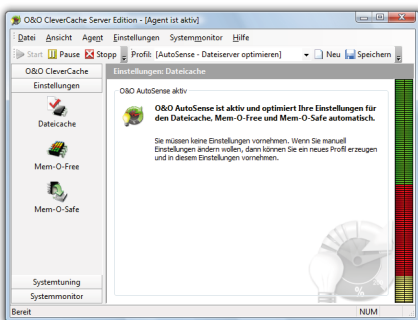 O&O CleverCache Server Edition - [Agent ist aktiv]
Datei Ansicht Agent Einstellungen Systemmonitor Hilfe
Start Pause Stopp Profil: [AutoSense - Dateiserver optimieren] Neu Speichern
O&O CleverCache
Einstellungen
Dateicache
Mem-O-Free
Mem-O-Safe
Systemtuning
Systemmonitor
Einstellungen: Dateicache
O&O AutoSense aktiv
O&O AutoSense ist aktiv und optimiert Ihre Einstellungen für
den Dateicache, Mem-O-Free und Mem-O-Safe automatisch.
Sie müssen keine Einstellungen vornehmen. Wenn Sie manuell
Einstellungen ändern wollen, dann können Sie ein neues Profil erzeugen
und in diesem Einstellungen vornehmen.
%
Bereit
NUM